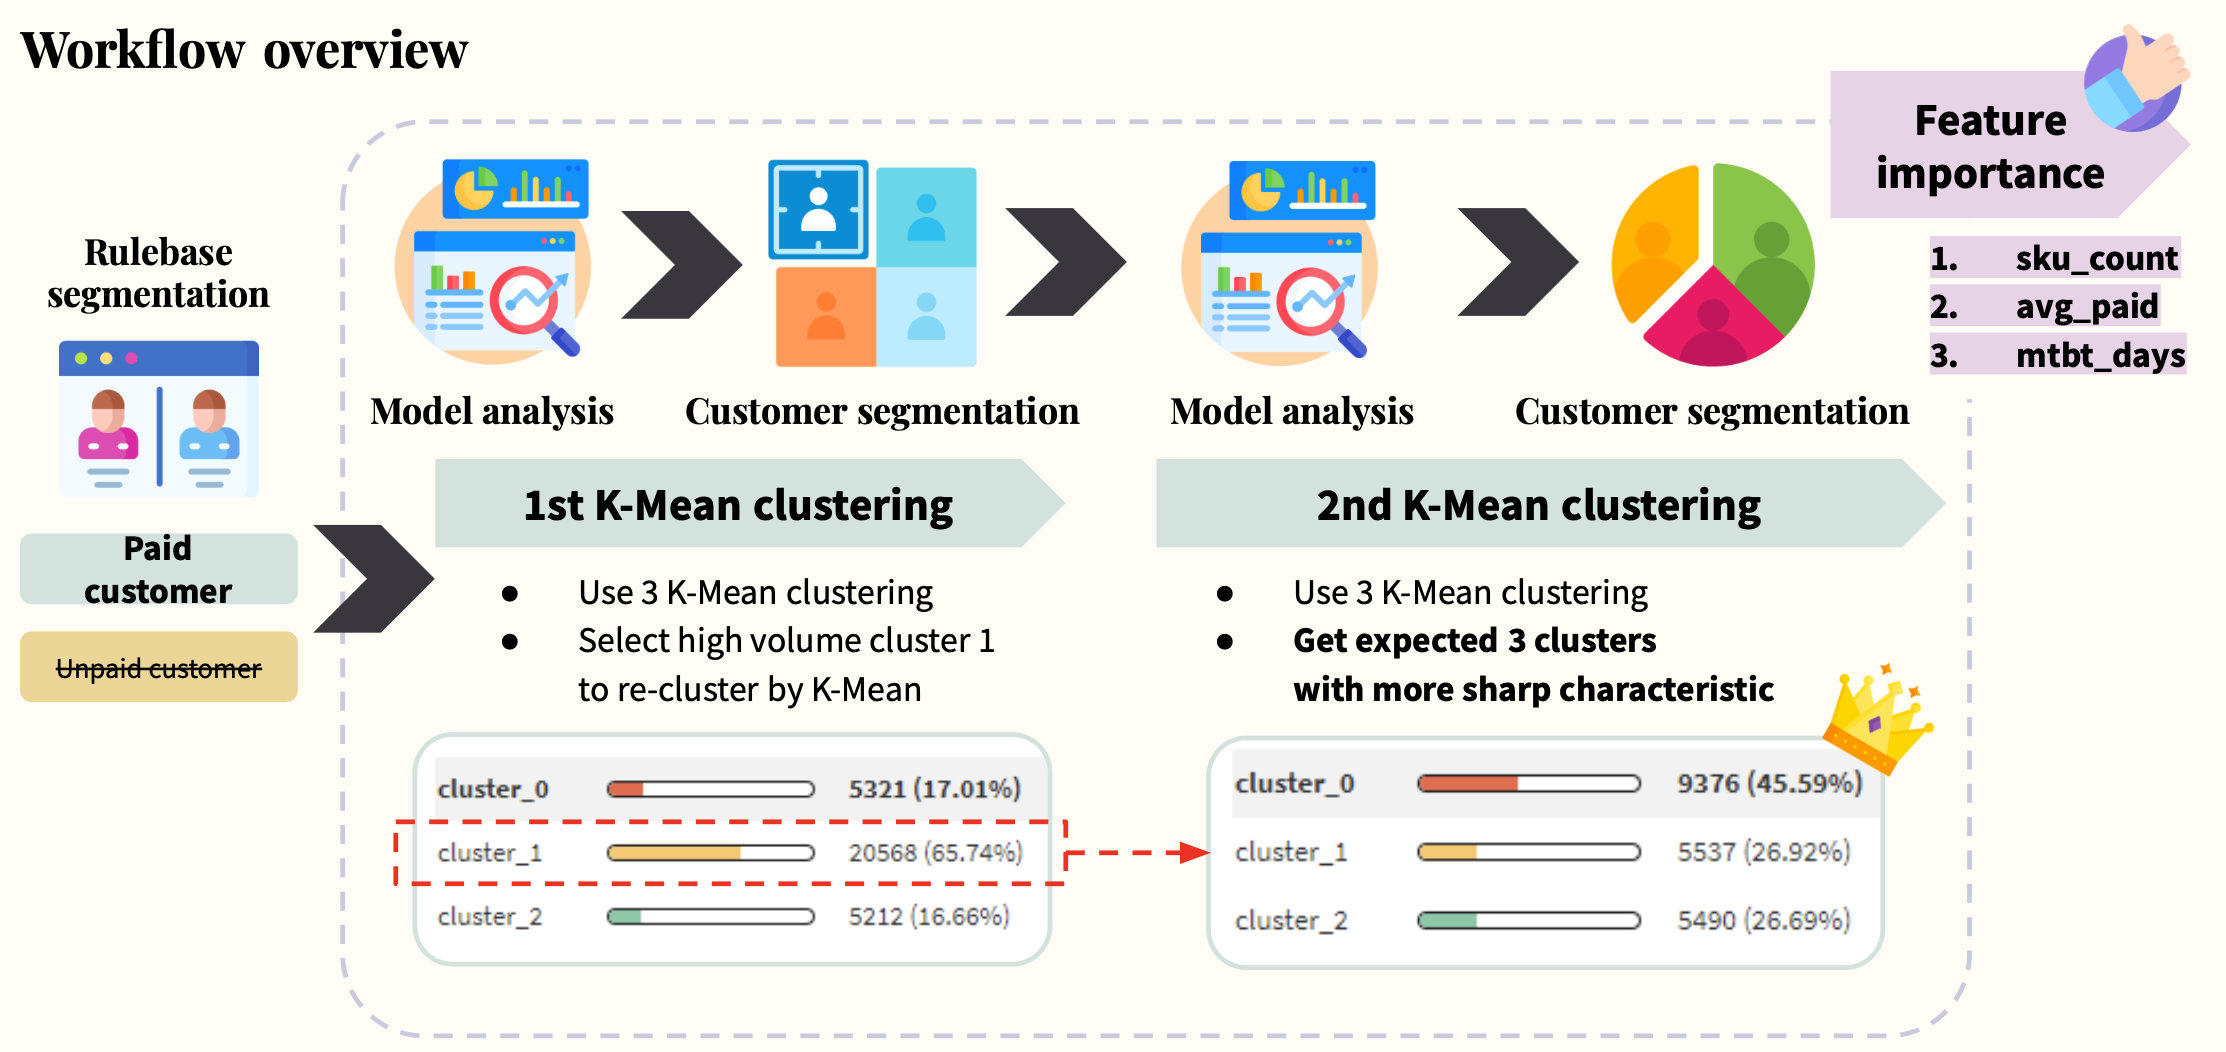 Workflow overview
Feature
importance
1. sku_count
2. avg_paid
3. mtbt_days
Rulebase
segmentation
Paid
customer
Unpaid customer
Model analysis
Customer segmentation
Model analysis
Customer segmentation
1st K-Mean clustering
● Use 3 K-Mean clustering
● Select high volume cluster 1
to re-cluster by K-Mean
cluster_0 5321 (17.01%)
cluster_1 20568 (65.74%)
cluster_2 5212 (16.66%)
2nd K-Mean clustering
● Use 3 K-Mean clustering
● Get expected 3 clusters
with more sharp characteristic
cluster_0 9376 (45.59%)
cluster_1 5537 (26.92%)
cluster_2 5490 (26.69%)